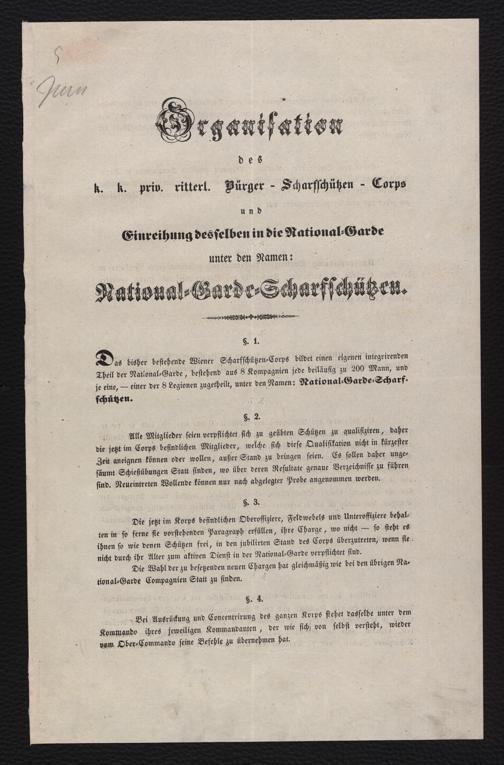 5
Juni
Organisation
des
k. k. priv. ritterl. Bürger - Scharfschützen - Corps
und
Einreihung desselben in die National-Garde
unter den Namen:
National-Garde-Scharfschützen.
§. 1.
Das bisher bestehende Wiener Scharfschützen-Corps bildet einen eigenen integrirenden
Theil der National-Garde, bestehend aus 8 Kompagnien jede beiläufig zu 200 Mann, und
je eine, — einer der 8 Legionen zugetheilt, unter den Namen: National-Garde-Scharf-
schützen.
§. 2.
Alle Mitglieder seien verpflichtet sich zu geübten Schützen zu qualifiziren, daher
die jetzt im Corps befindlichen Mitglieder, welche sich diese Qualifikation nicht in kürzester
Zeit aneignen können oder wollen, außer Stand zu bringen seien. Es sollen daher unge-
säumt Schießübungen Statt finden, wo über deren Resultate genaue Verzeichnisse zu führen
sind. Neueintreten Wollende können nur nach abgelegter Probe angenommen werden.
§. 3.
Die jetzt im Korps befindlichen Oberoffiziere, Feldwebels und Unteroffiziere behal-
ten in so ferne sie vorstehenden Paragraph erfüllen, ihre Charge, wo nicht — so steht es
ihnen so wie denen Schützen frei, in den jubilirten Stand des Corps überzutreten, wenn sie
nicht durch ihr Alter zum aktiven Dienst in der National-Garde verpflichtet sind.
Die Wahl der zu besetzenden neuen Chargen hat gleichmäßig wie bei den übrigen Na-
tional-Garde Compagnien Statt zu finden.
§. 4.
Bei Ausrückung und Concentrirung des ganzen Korps stehet dasselbe unter dem
Kommando ihres jeweiligen Kommandanten, der wie sich von selbst versteht, wieder
vom Ober-Commando seine Befehle zu übernehmen hat.